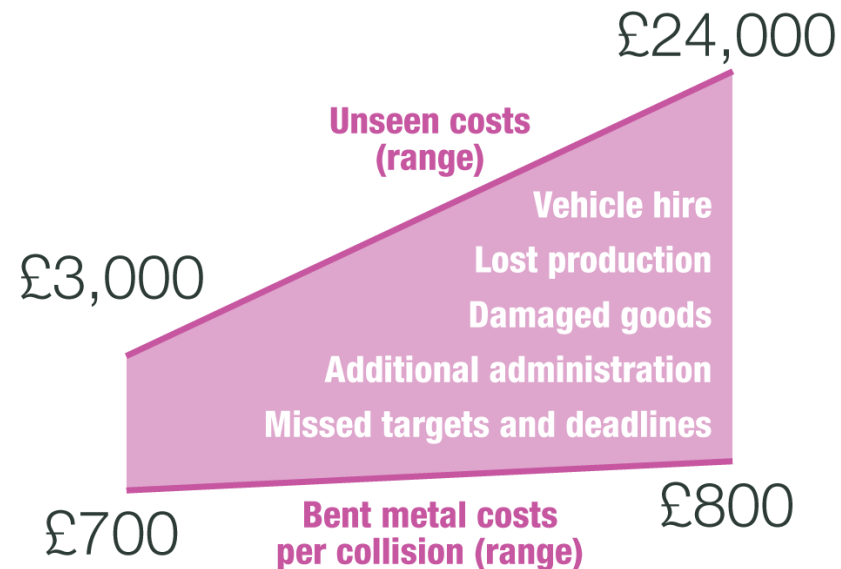 £24,000
Unseen costs
(range)
Vehicle hire
Lost production
£3,000
Damaged goods
Additional administration
Missed targets and deadlines
£700
Bent metal costs
per collision (range)
£800